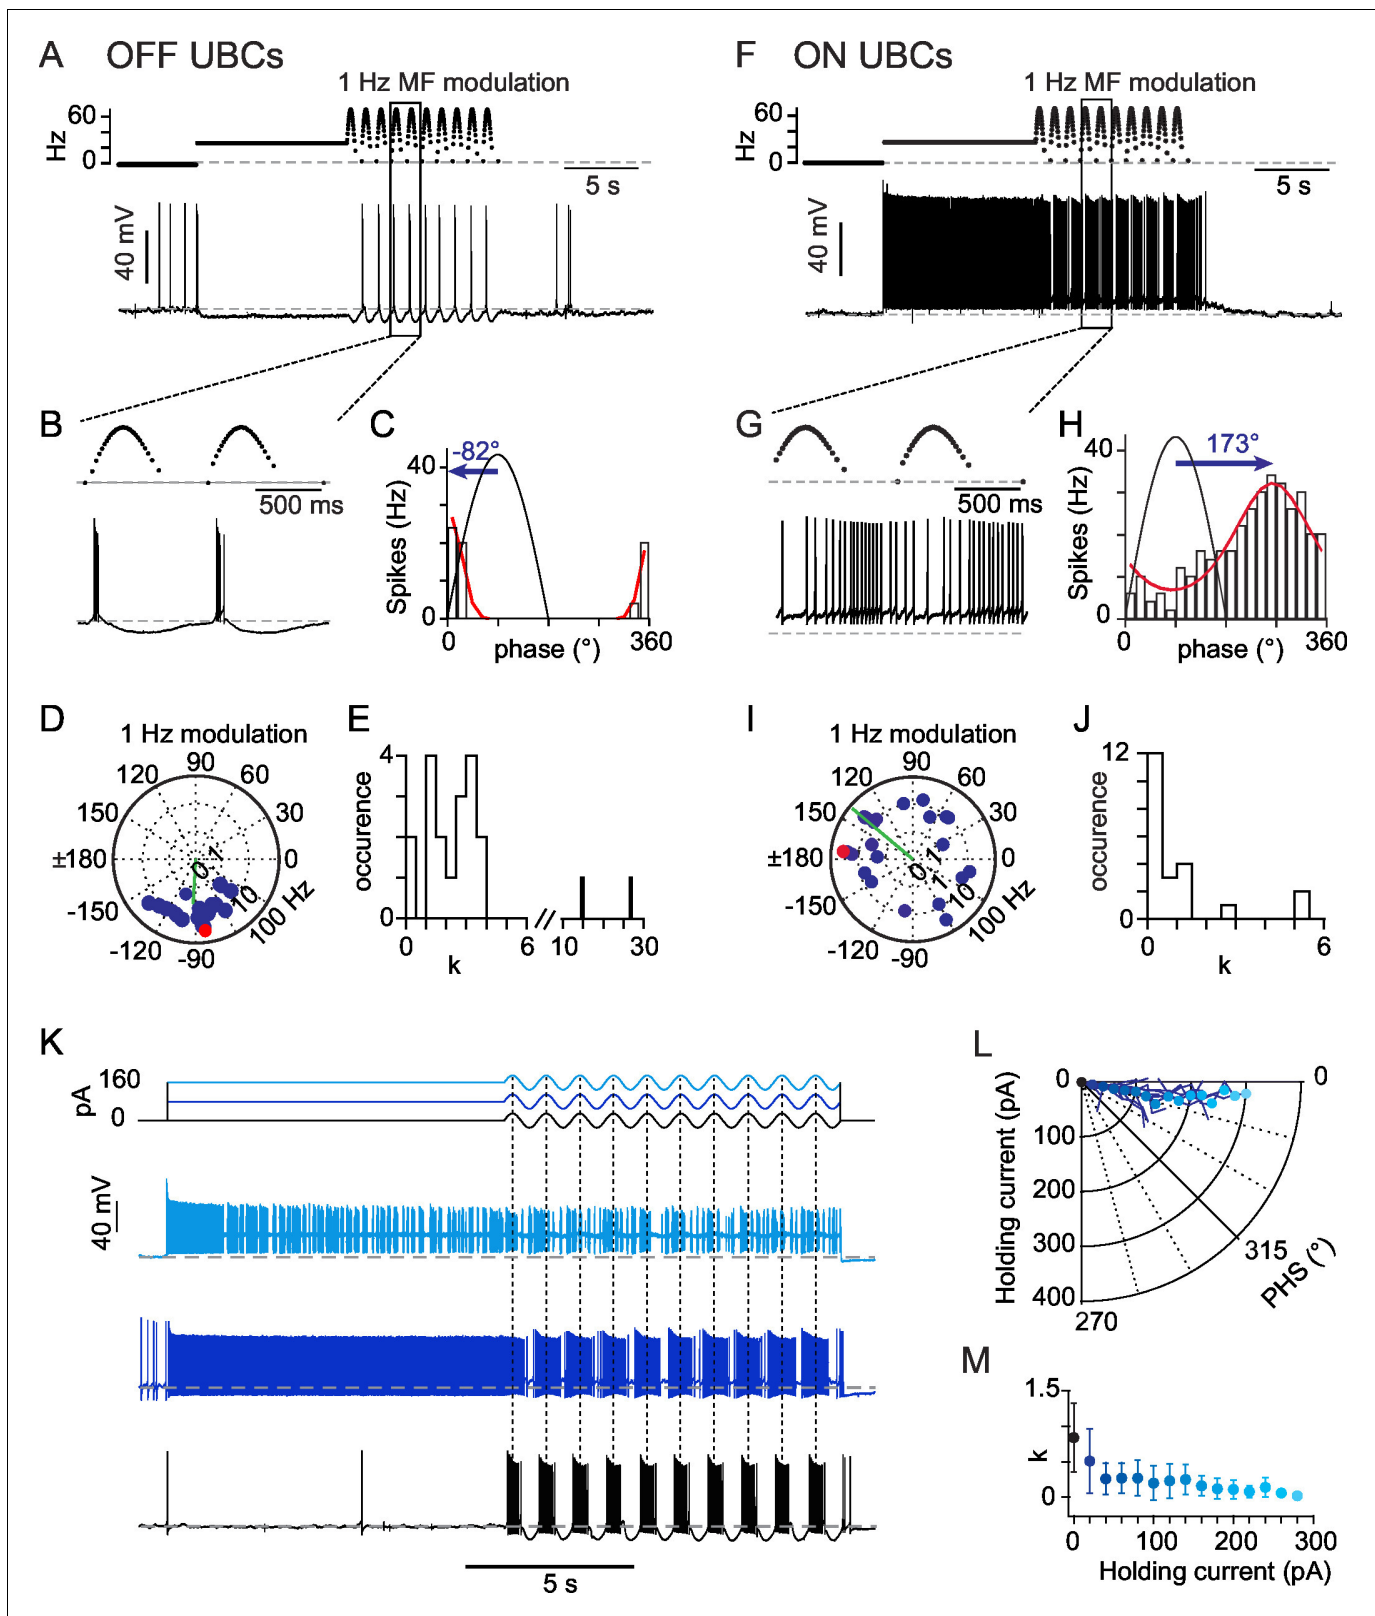 A OFF UBCs
1 Hz MF modulation
60
0
Hz
5 s
40 mV
B
500 ms
C
-82°
40
0
Spikes (Hz)
0 360
phase (°)
D
1 Hz modulation
90
120 60
150 30
±180 0
-150
-120
-90
0.1
1
10
100 Hz
E
4
occurence
0
0 6 10 30
k
F ON UBCs
1 Hz MF modulation
60
0
Hz
5 s
40 mV
G
500 ms
H
173°
40
0
Spikes (Hz)
0 360
phase (°)
I
1 Hz modulation
90
120 60
150 30
±180 0
-150
-120
-90
0.1
1
10
100 Hz
J
12
occurence
0
0 6
k
K
160
pA
0
40 mV
5 s
L
0 0
100
200
300
400
Holding current (pA)
315
PHS (°)
270
M
1.5
k
0
0 100 200 300
Holding current (pA)